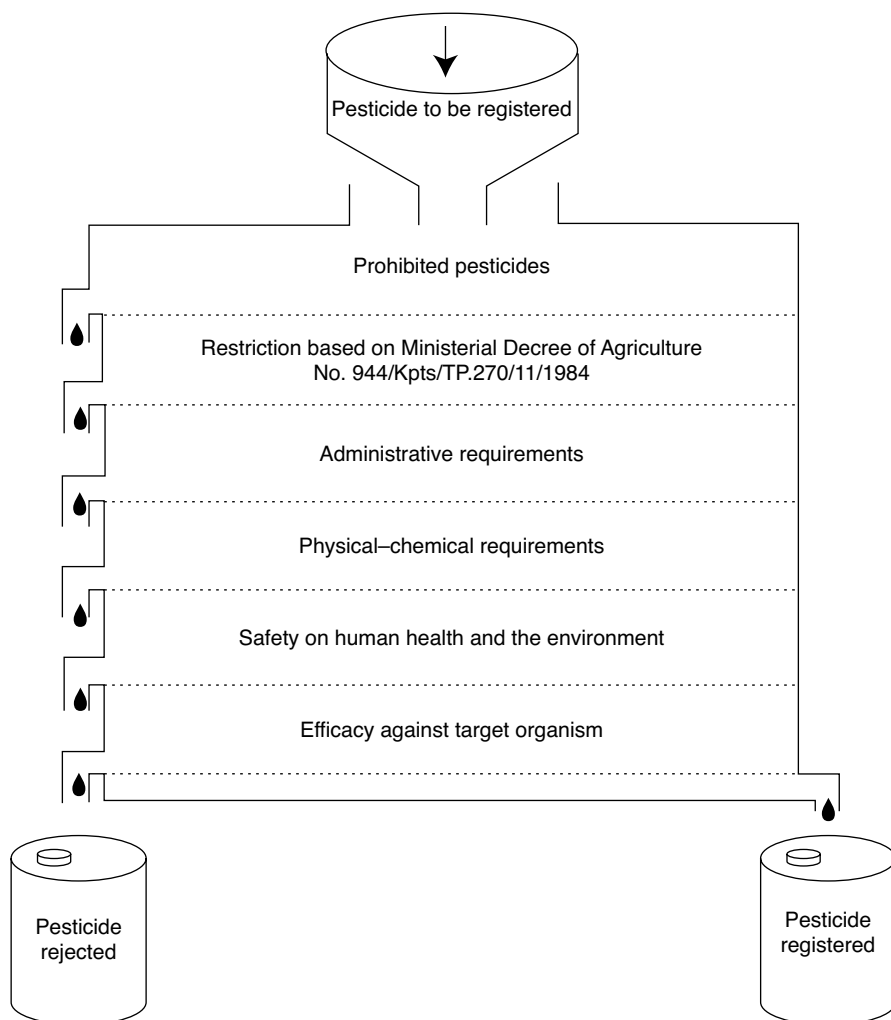 Pesticide to be registered
Prohibited pesticides
Restriction based on Ministerial Decree of Agriculture
No. 944/Kpts/TP.270/11/1984
Administrative requirements
Physical–chemical requirements
Safety on human health and the environment
Efficacy against target organism
Pesticide
rejected
Pesticide
registered